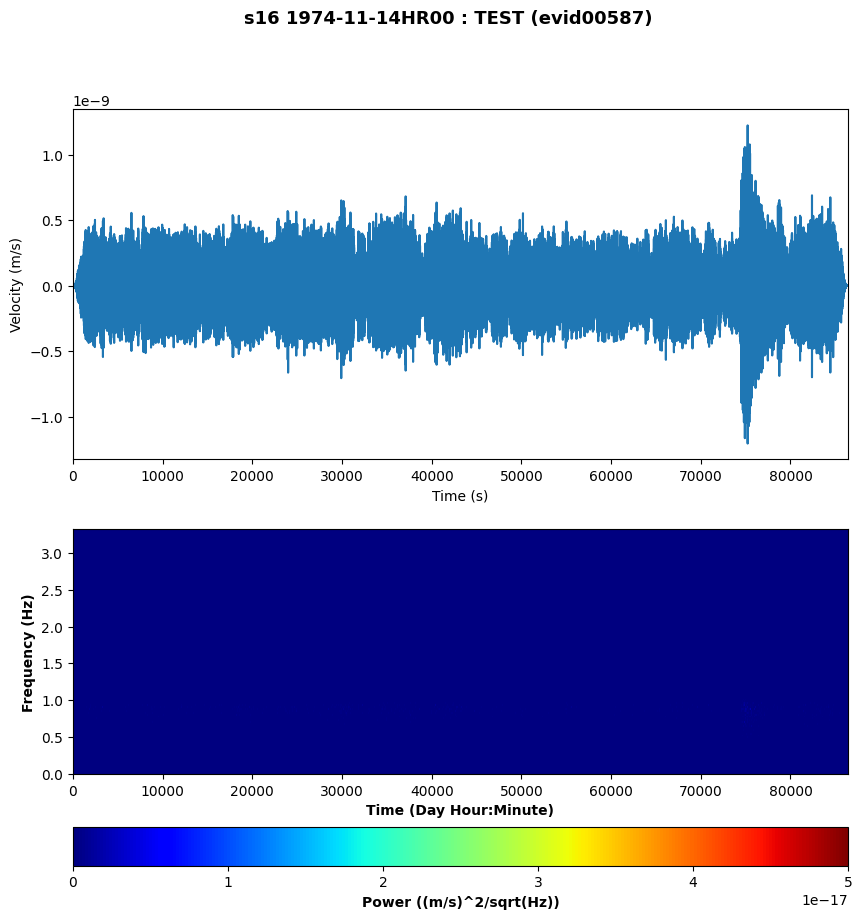 s16 1974-11-14HR00 : TEST (evid00587)
1e−9
1.0
0.5
0.0
−0.5
−1.0
Velocity (m/s)
0 10000 20000 30000 40000 50000 60000 70000 80000
Time (s)
3.0
2.5
2.0
1.5
1.0
0.5
0.0
Frequency (Hz)
0 10000 20000 30000 40000 50000 60000 70000 80000
Time (Day Hour:Minute)
0 1 2 3 4 5
1e−17
Power ((m/s)^2/sqrt(Hz))